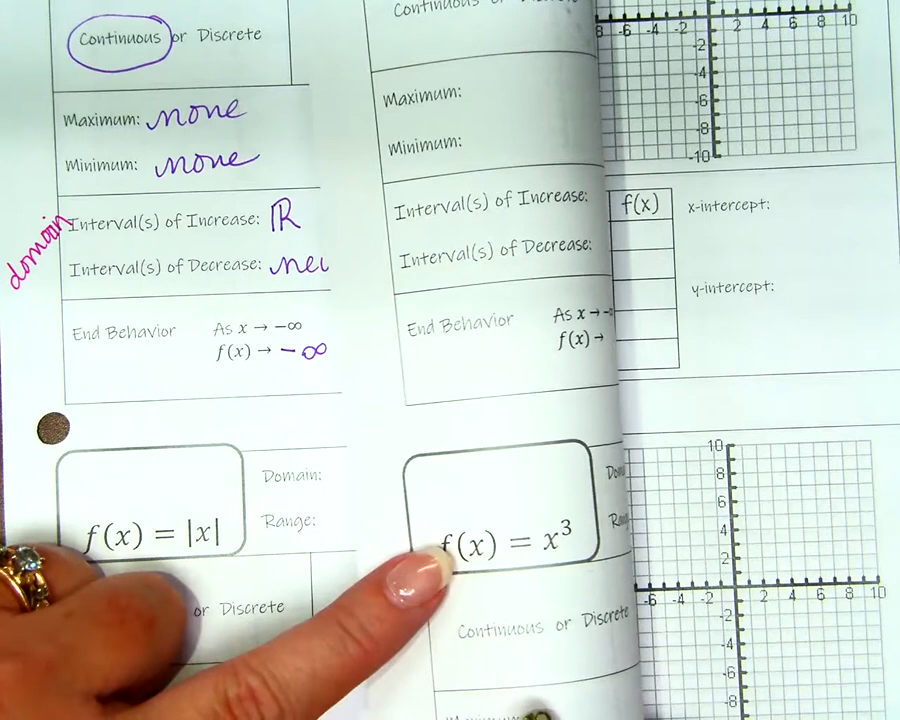 Continuous or Discrete
Maximum: none
Minimum: none
domain
Interval(s) of Increase: ℝ
Interval(s) of Decrease:
End Behavior
As x → −∞
f(x) → −∞
f(x) = |x|
Domain:
Range:
or Discrete
Continuous or Discrete
Maximum:
Minimum:
Interval(s) of Increase:
Interval(s) of Decrease:
End Behavior
As x → -
f(x) →
f(x) = x³
Continuous or Discrete
8 -6 -4 -2 2 4 6 8 10
-2
-4
-6
-8
-10
f(x)
x-intercept:
y-intercept:
10
8
6
4
2
-6 -4 -2 2 4 6 8 10
-2
-4
-6
-8